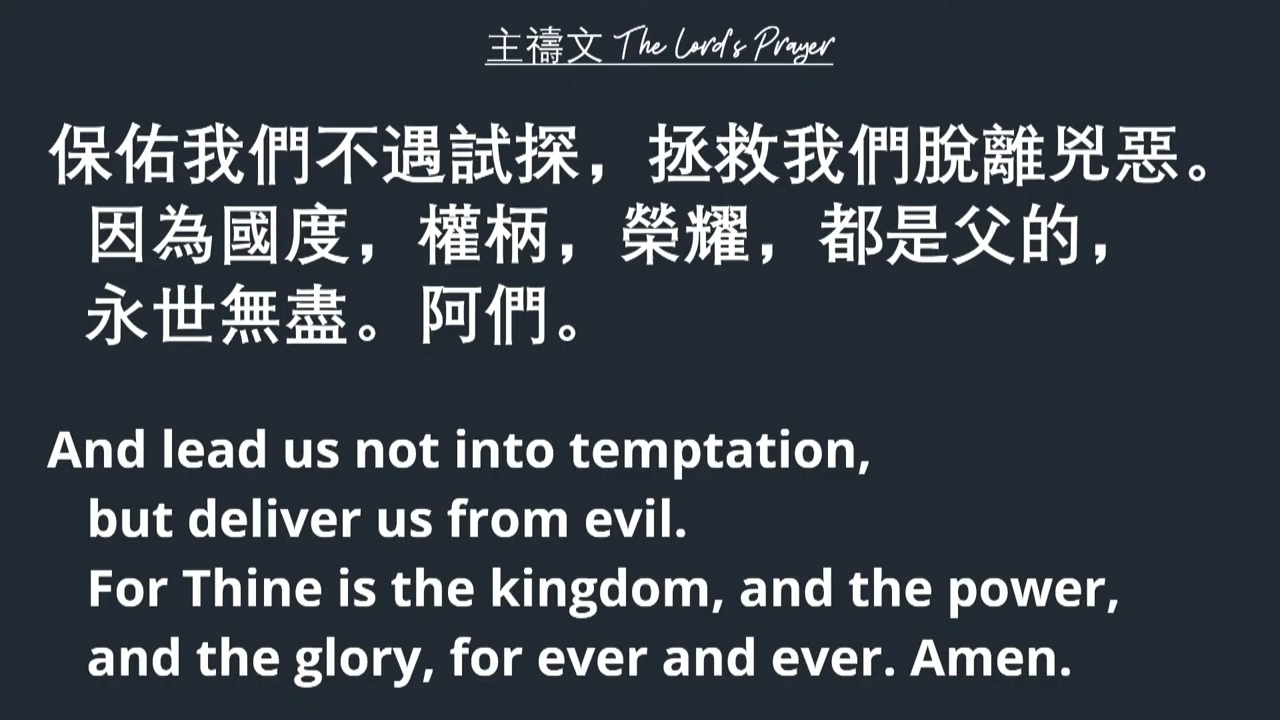 主禱文 The Lord's Prayer
保佑我們不遇試探，拯救我們脫離兇惡。
因為國度，權柄，榮耀，都是父的，
永世無盡。阿們。
And lead us not into temptation,
but deliver us from evil.
For Thine is the kingdom, and the power,
and the glory, for ever and ever. Amen.